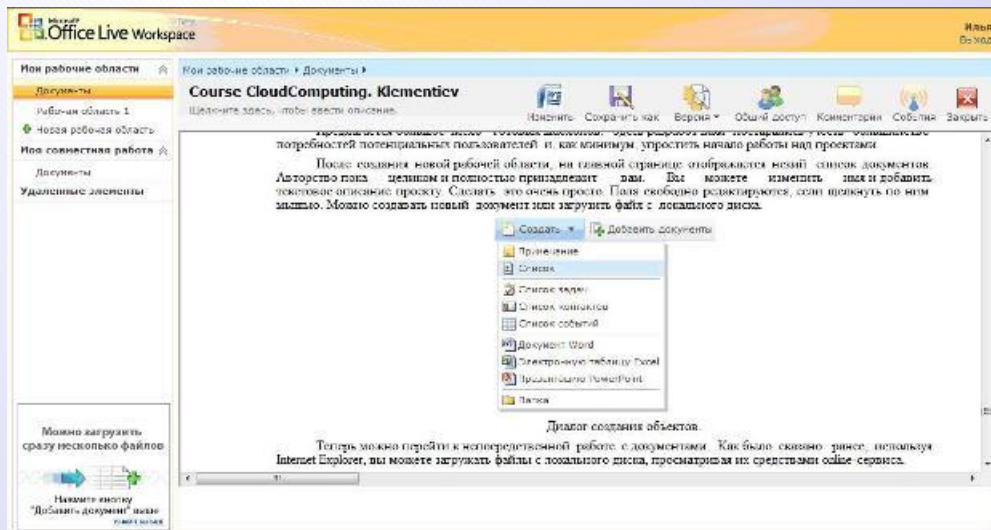 Microsoft
Office Live Workspace
Илья
Выход
Мои рабочие области
Документы
Рабочая область 1
Новая рабочая область
Моя совместная работа
Документы
Удаленные элементы
Мои рабочие области Документы
Course CloudComputing. Klementiev
Щелкните здесь, чтобы ввести описание.
Изменить Сохранить как Версия Общий доступ Комментарии События Закрыть
потребностей потенциальных пользователей и, как минимум, упростить начало работы над проектами.
После создания новой рабочей области, на главной странице отображается некий список документов.
Авторство пока целиком и полностью принадлежит вам. Вы можете изменить имя и добавить
текстовое описание проекту. Сделать это очень просто. Поля свободно редактируются, если щелкнуть по ним
мышью. Можно создавать новый документ или загрузить файл с локального диска.
Создать Добавить документы
Примечание
Список
Список задач
Список контактов
Список событий
Документ Word
Электронную таблицу Excel
Презентацию PowerPoint
Папка
Диалог создания объектов.
Теперь можно перейти к непосредственной работе с документами. Как было сказано ранее, используя
Internet Explorer, вы можете загружать файлы с локального диска, просматривая их средствами online-сервиса.
Можно загрузить
сразу несколько файлов
Нажмите кнопку
"Добавить документ" выше